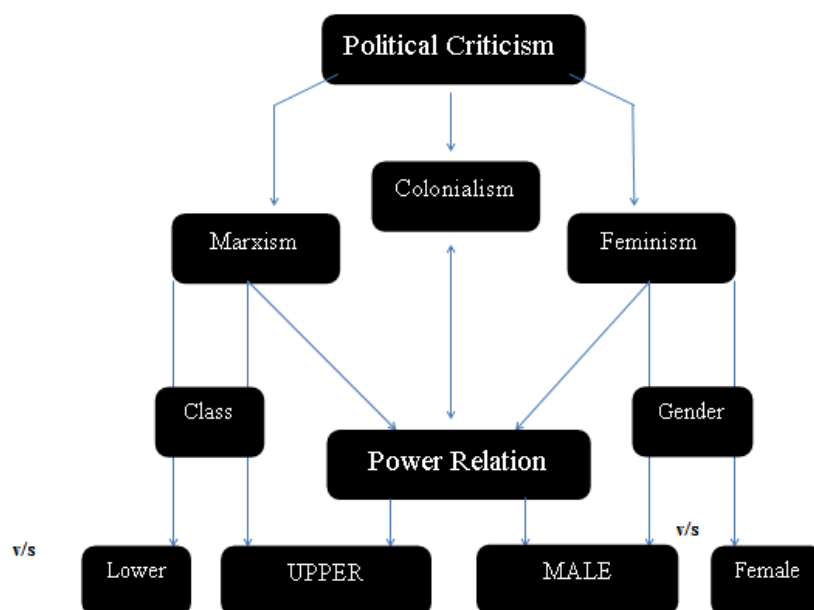 Political Criticism
Colonialism
Marxism
Feminism
Class
Gender
Power Relation
v/s
v/s
Lower
UPPER
MALE
Female